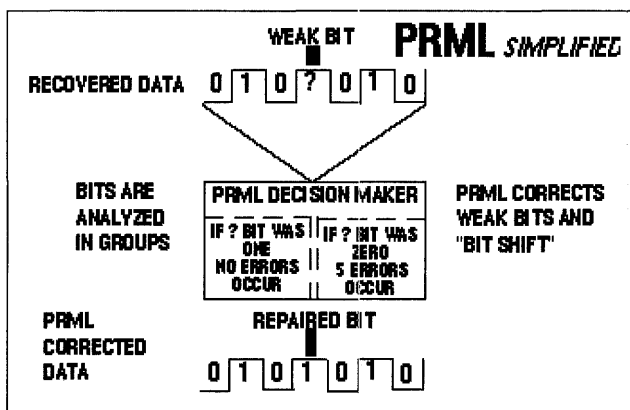 WEAK BIT
PRML SIMPLIFIED
RECOVERED DATA 0 1 0 ? 0 1 0
BITS ARE
ANALYZED
IN GROUPS
PRML DECISION MAKER
IF ? BIT WAS
ONE
NO ERRORS
OCCUR
IF ? BIT WAS
ZERO
5 ERRORS
OCCUR
PRML CORRECTS
WEAK BITS AND
"BIT SHIFT"
REPAIRED BIT
PRML
CORRECTED
DATA
0 1 0 1 0 1 0